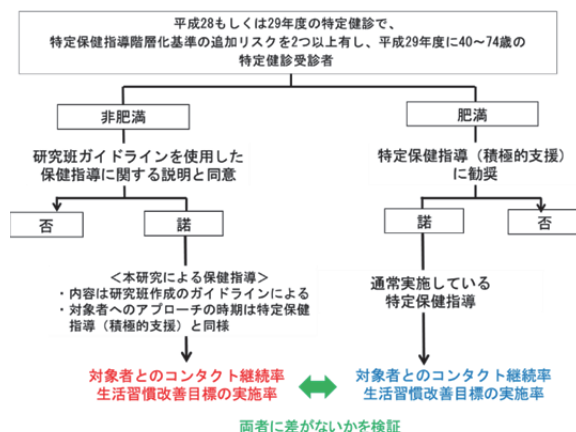 平成28もしくは29年度の特定健診で、
特定保健指導階層化基準の追加リスクを2つ以上有し、平成29年度に40～74歳の
特定健診受診者
非肥満
肥満
研究班ガイドラインを使用した
保健指導に関する説明と同意
特定保健指導（積極的支援）
に勧奨
否
諾
諾
否
＜本研究による保健指導＞
・内容は研究班作成のガイドラインによる
・対象者へのアプローチの時期は特定保健
指導（積極的支援）と同様
通常実施している
特定保健指導
対象者とのコンタクト継続率
生活習慣改善目標の実施率
対象者とのコンタクト継続率
生活習慣改善目標の実施率
両者に差がないかを検証